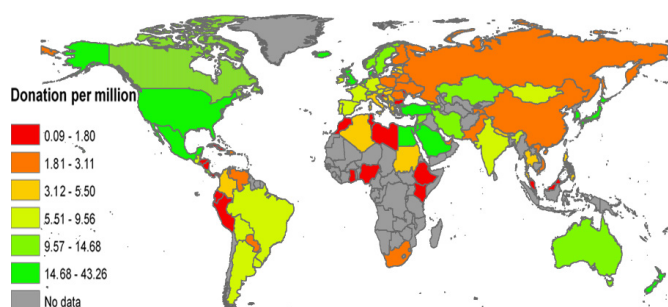 Donation per million
0.09 - 1.80
1.81 - 3.11
3.12 - 5.50
5.51 - 9.56
9.57 - 14.68
14.68 - 43.26
No data